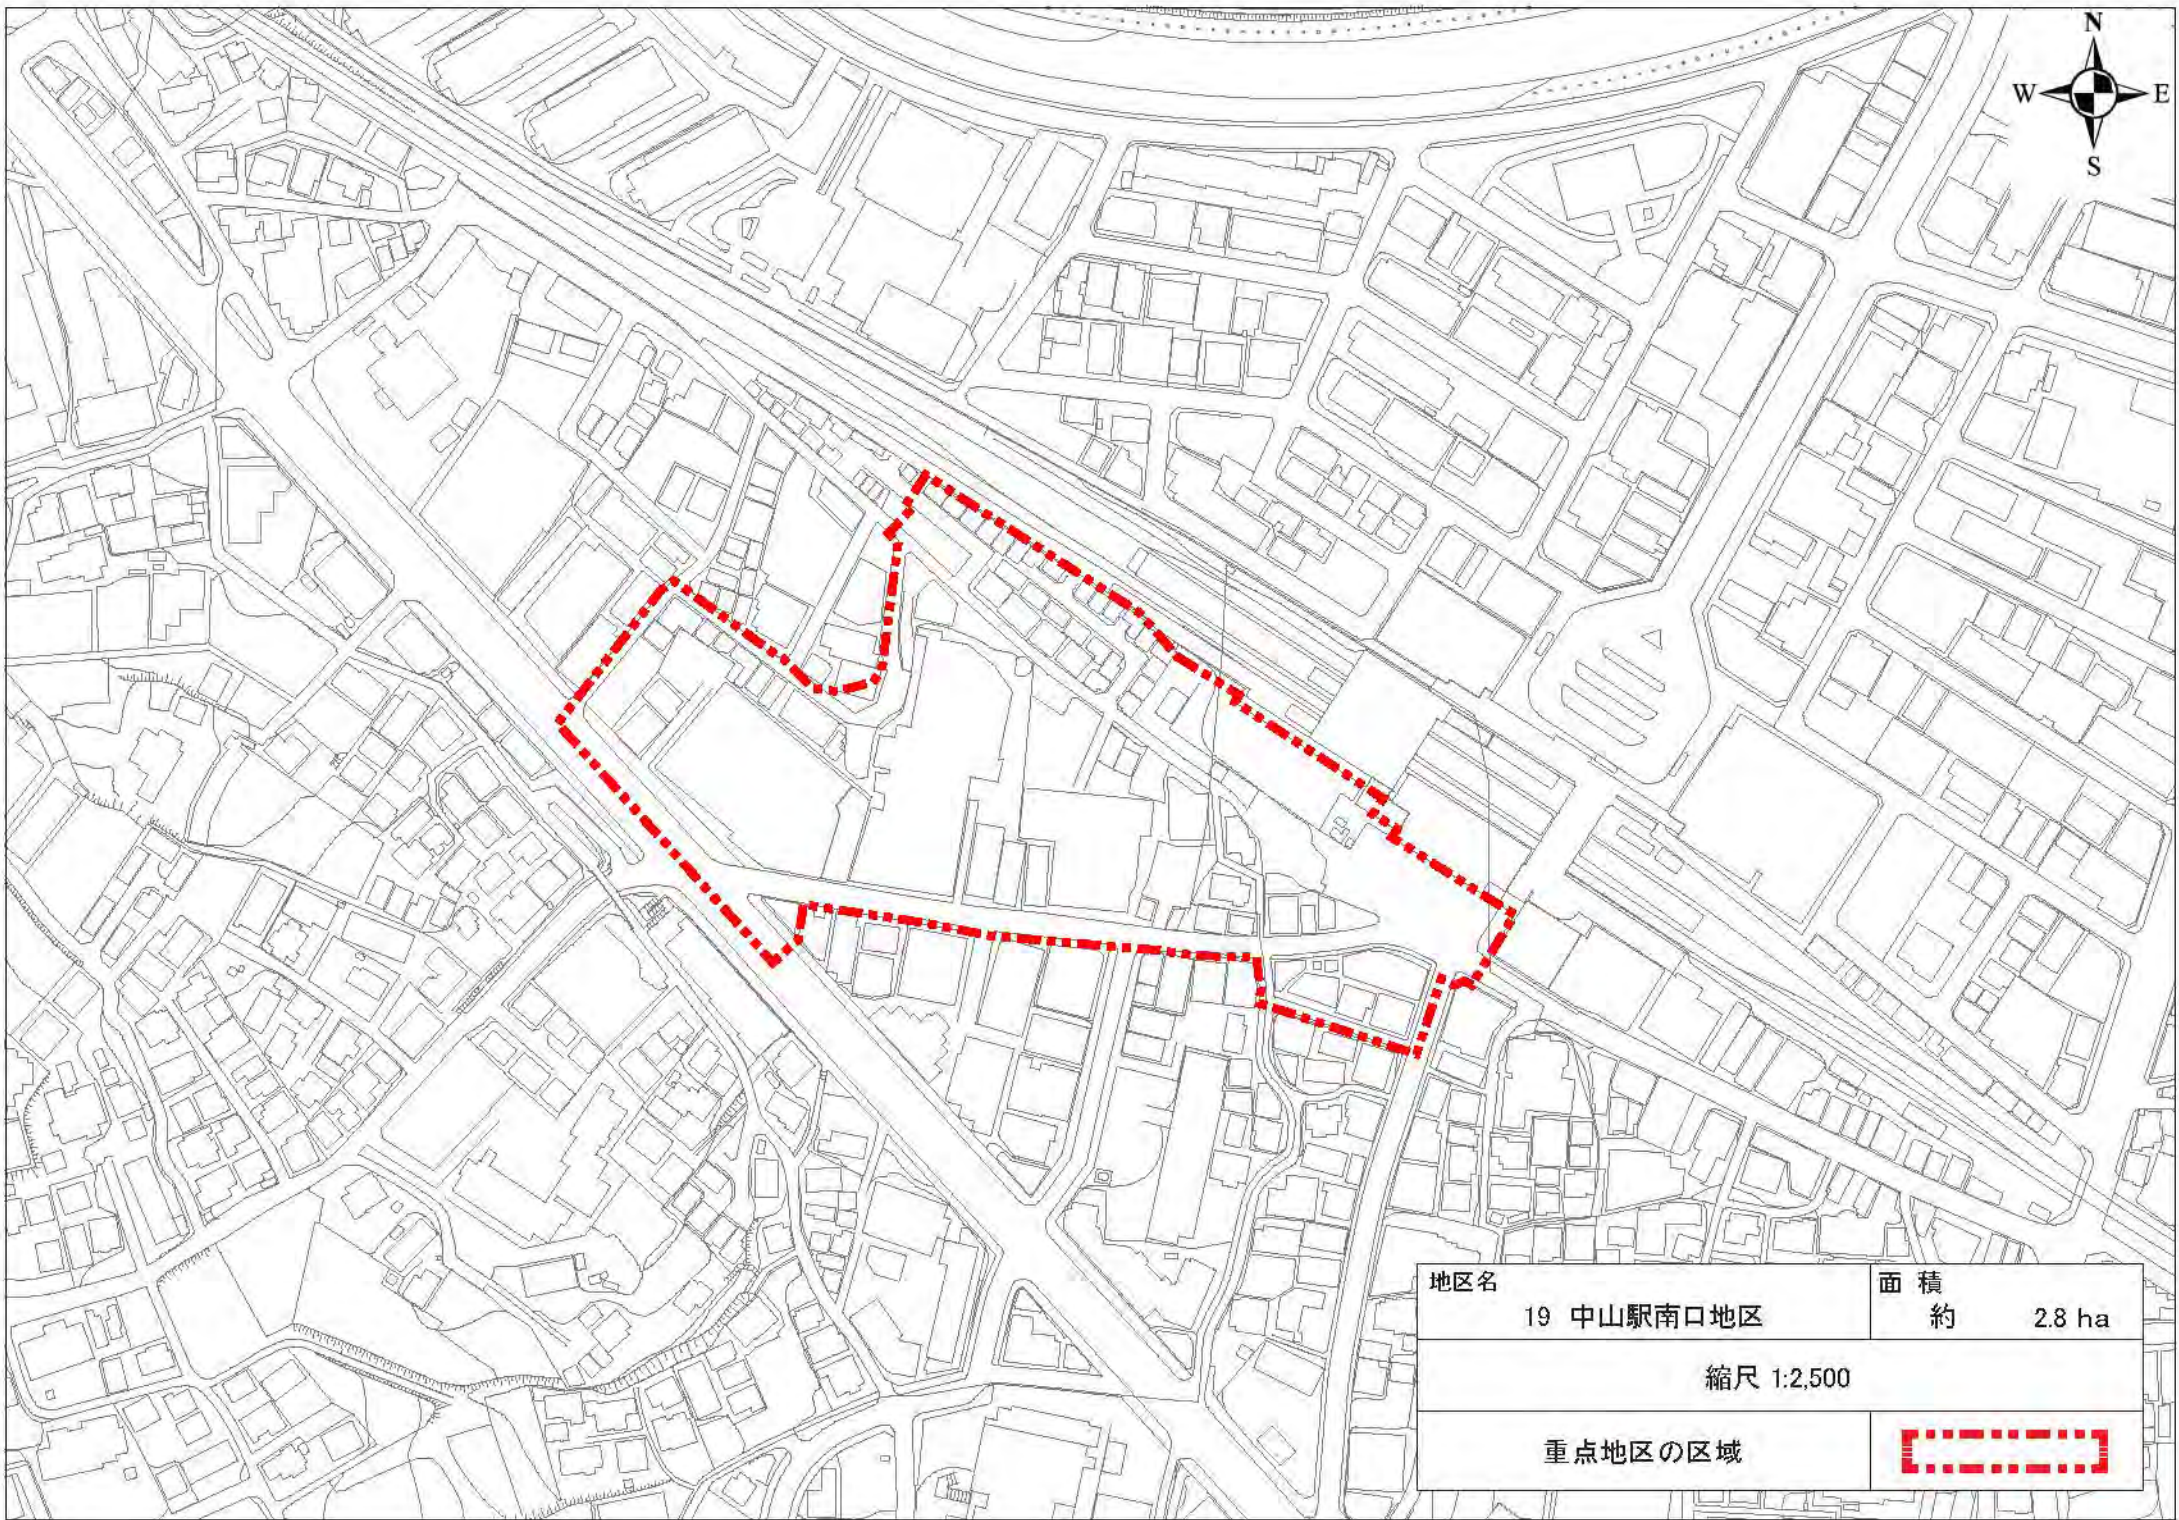 N
W E
S
地区名
19 中山駅南口地区
面 積
約 2.8 ha
縮尺 1:2,500
重点地区の区域